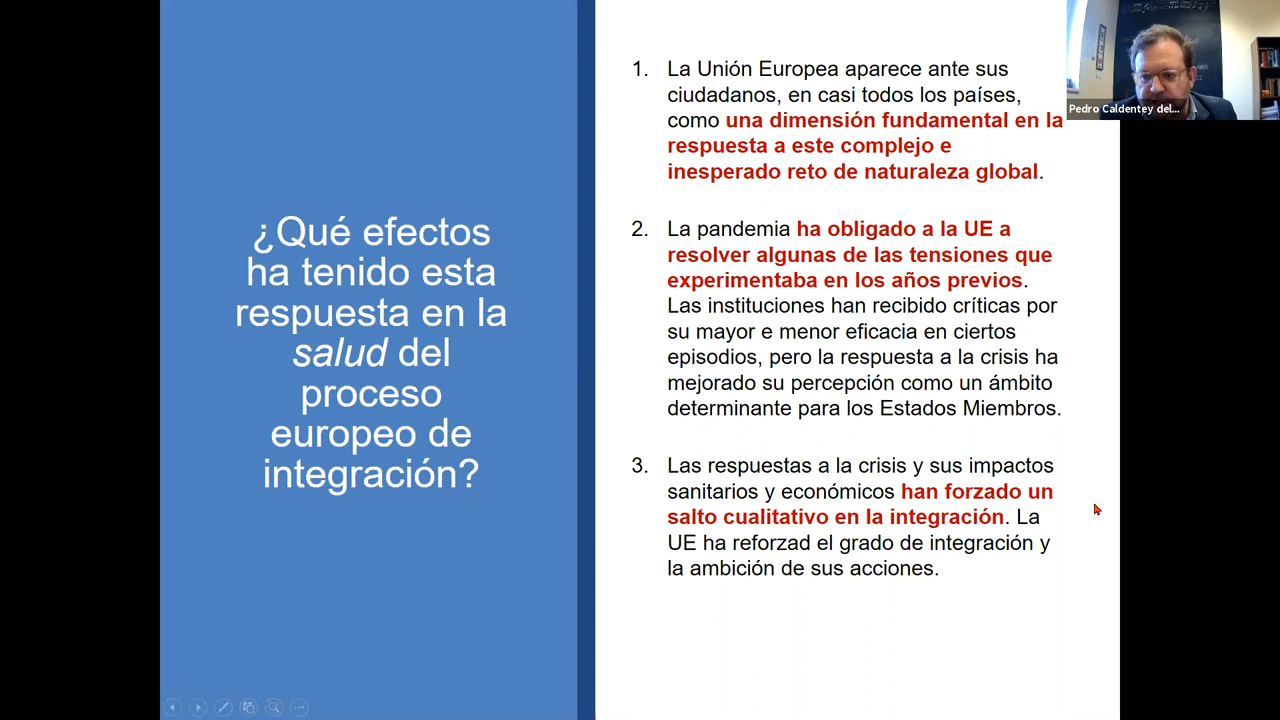 ¿Qué efectos
ha tenido esta
respuesta en la
salud del
proceso
europeo de
integración?
1. La Unión Europea aparece ante sus
ciudadanos, en casi todos los países,
como una dimensión fundamental en la
respuesta a este complejo e
inesperado reto de naturaleza global.
2. La pandemia ha obligado a la UE a
resolver algunas de las tensiones que
experimentaba en los años previos.
Las instituciones han recibido críticas por
su mayor e menor eficacia en ciertos
episodios, pero la respuesta a la crisis ha
mejorado su percepción como un ámbito
determinante para los Estados Miembros.
3. Las respuestas a la crisis y sus impactos
sanitarios y económicos han forzado un
salto cualitativo en la integración. La
UE ha reforzad el grado de integración y
la ambición de sus acciones.
Pedro Caldentey del...